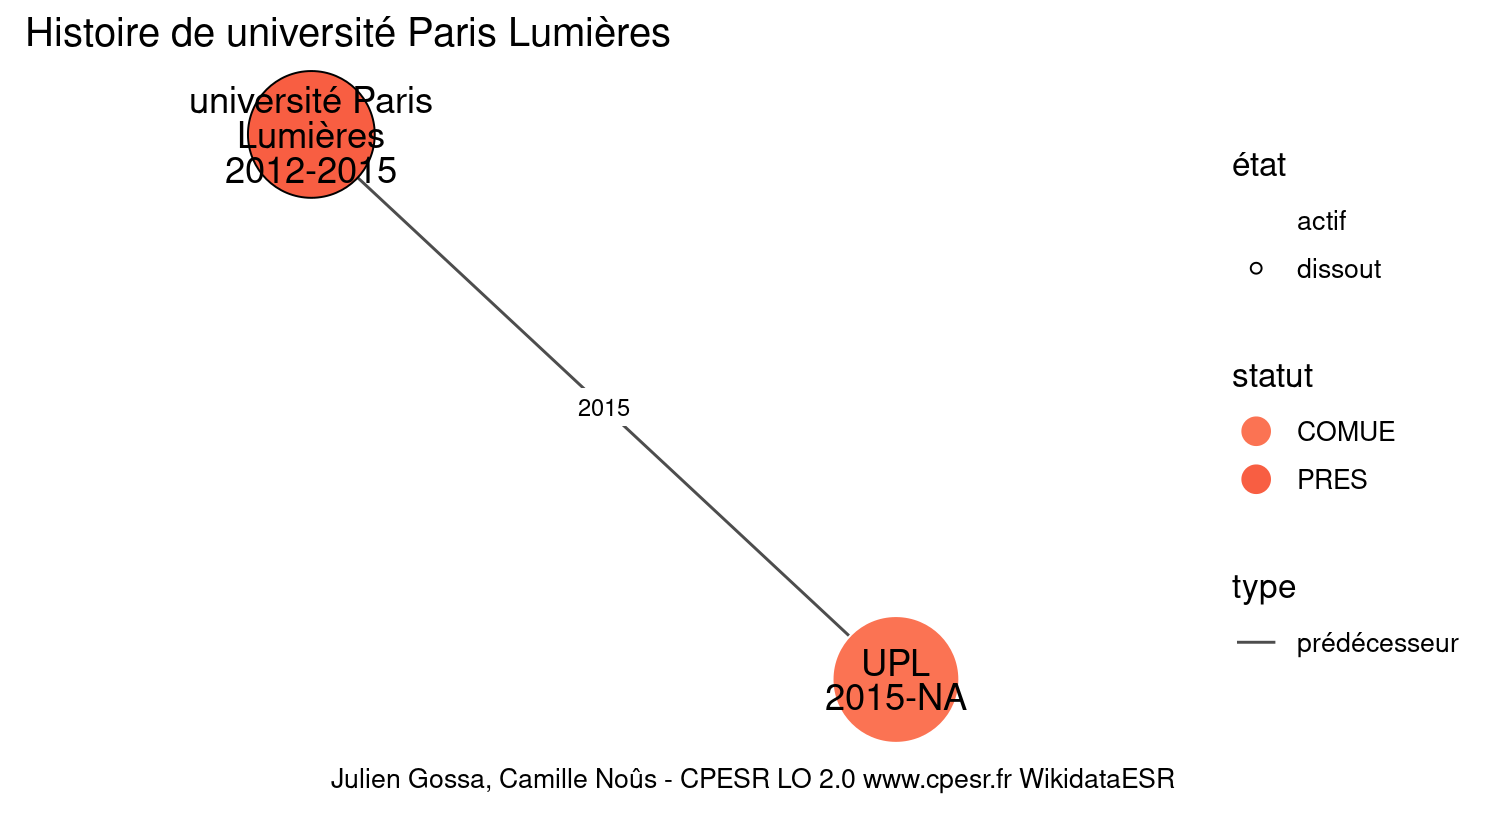 Histoire de université Paris Lumières
université Paris
Lumières
2012-2015
2015
UPL
2015-NA
état
actif
dissout
statut
COMUE
PRES
type
prédécesseur
Julien Gossa, Camille Noûs - CPESR LO 2.0 www.cpesr.fr WikidataESR